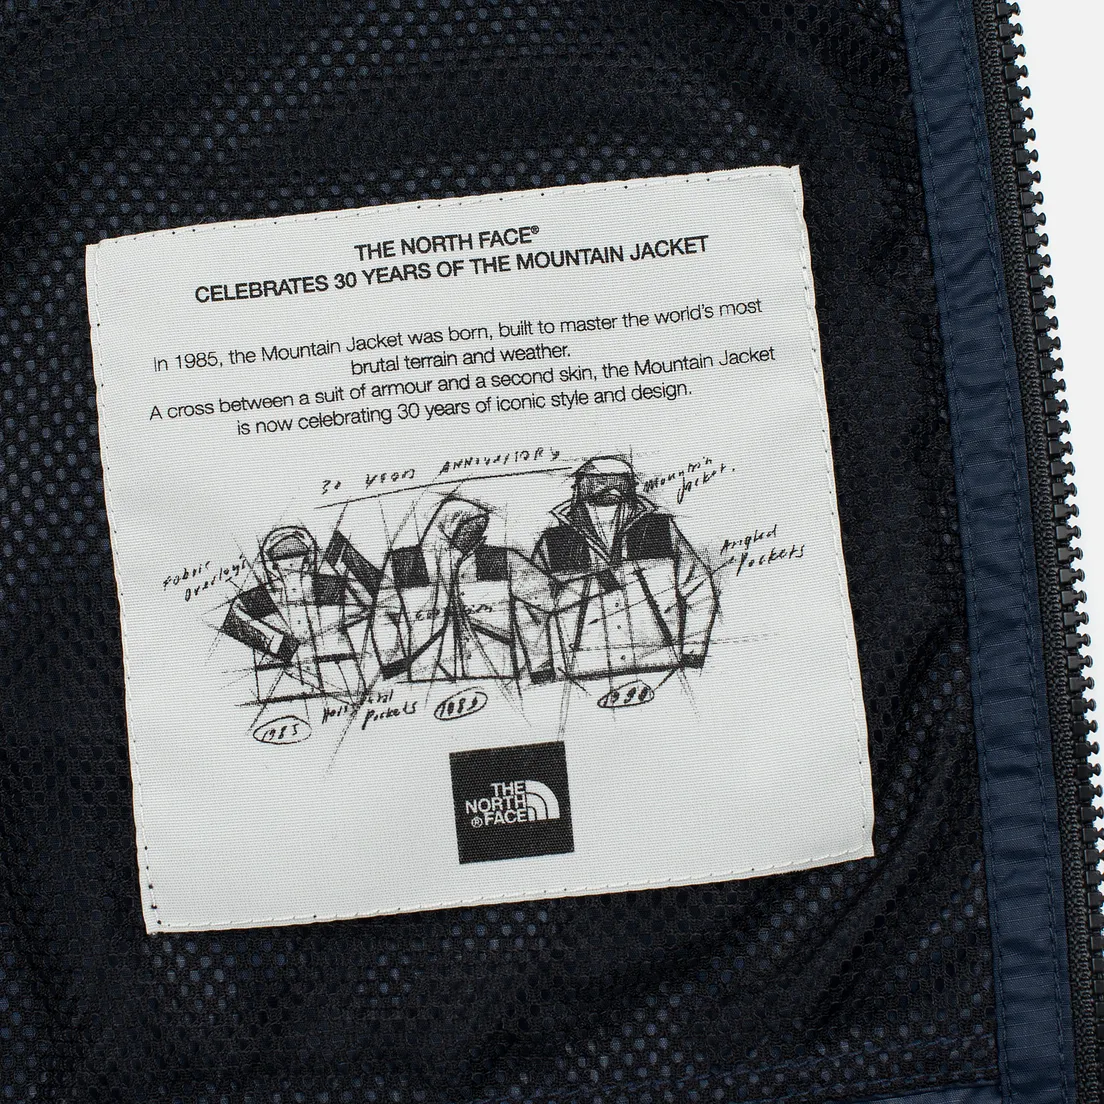 THE NORTH FACE®
CELEBRATES 30 YEARS OF THE MOUNTAIN JACKET
In 1985, the Mountain Jacket was born, built to master the world's most
brutal terrain and weather.
A cross between a suit of armour and a second skin, the Mountain Jacket
is now celebrating 30 years of iconic style and design.
30
Mountain
Jacket.
Fabric
Overlays
Angled
Pockets
Pockets
1985
1990
THE
NORTH
® FACE